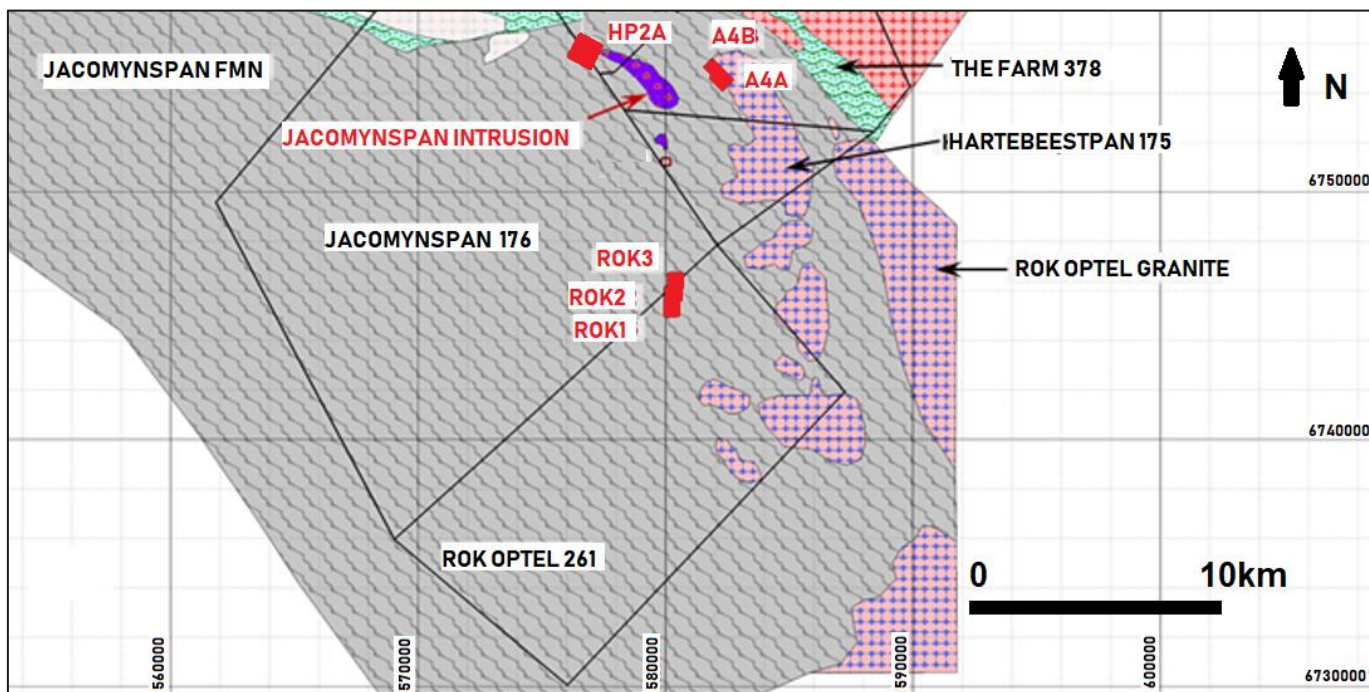 HP2A
A4B
JACOMYNSPAN FMN
THE FARM 378
A4A
N
JACOMYNSPAN INTRUSION
HARTEBEESTPAN 175
6750000
JACOMYNSPAN 176
ROK3
ROK OPTEL GRANITE
ROK2
ROK1
6740000
ROK OPTEL 261
0 10km
560000
570000
580000
590000
600000
6730000